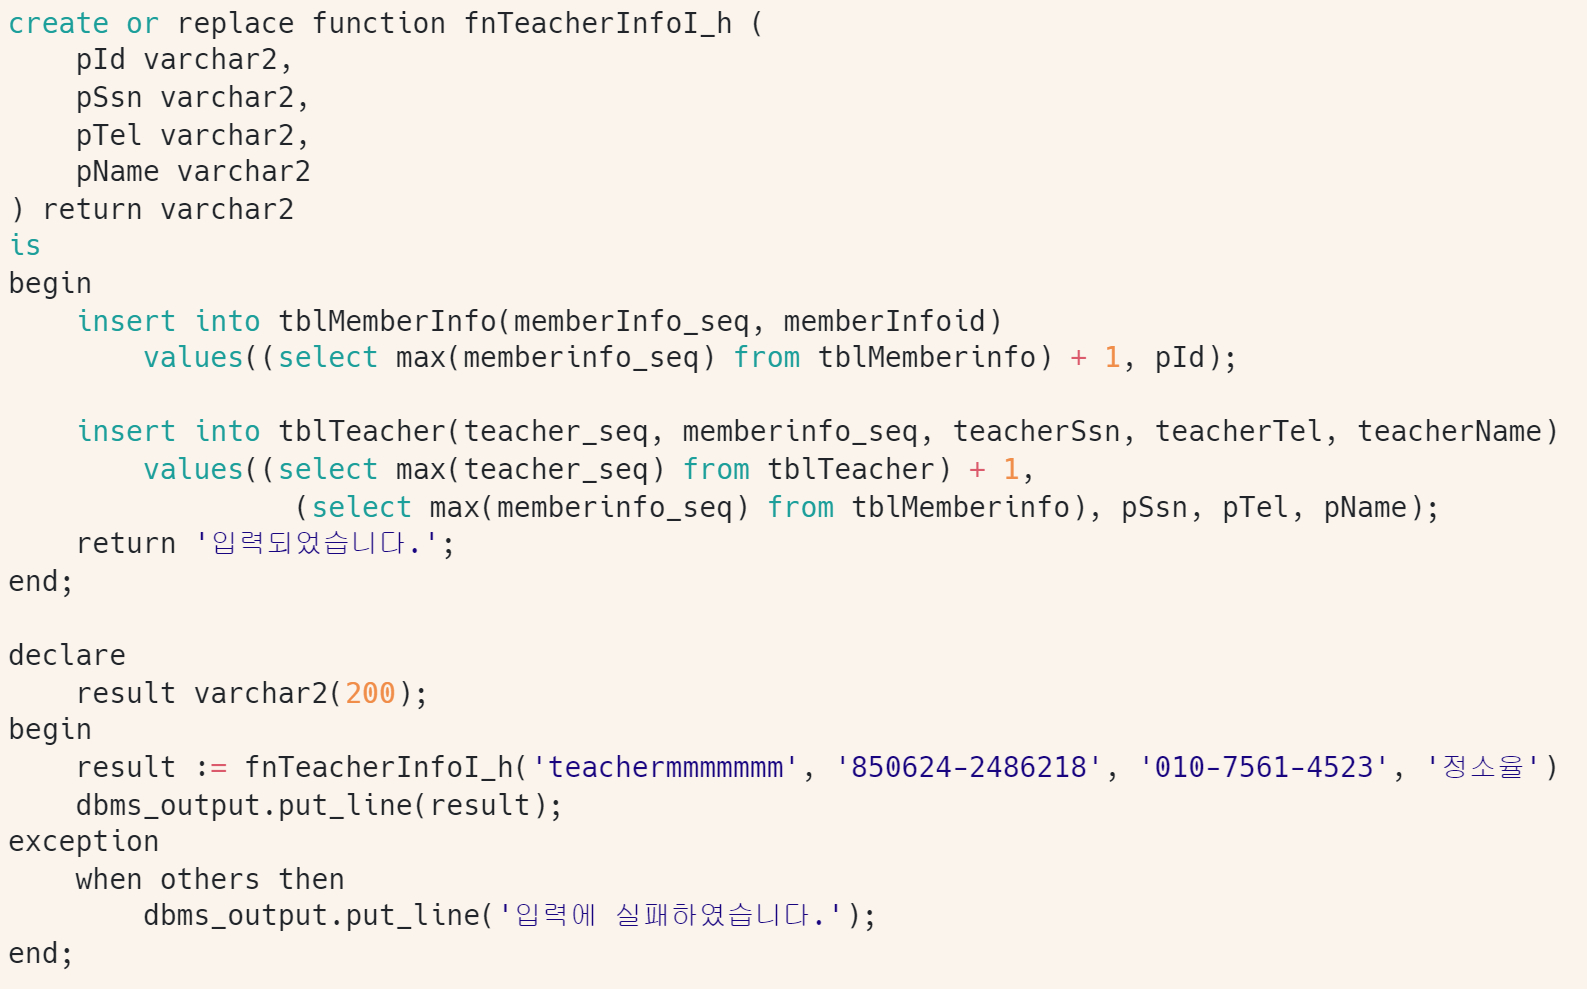 create or replace function fnTeacherInfoI_h (
    pId varchar2,
    pSsn varchar2,
    pTel varchar2,
    pName varchar2
) return varchar2
is
begin
    insert into tblMemberInfo(memberInfo_seq, memberInfoid)
        values((select max(memberinfo_seq) from tblMemberinfo) + 1, pId);

    insert into tblTeacher(teacher_seq, memberinfo_seq, teacherSsn, teacherTel, teacherName)
        values((select max(teacher_seq) from tblTeacher) + 1,
                 (select max(memberinfo_seq) from tblMemberinfo), pSsn, pTel, pName);
    return '입력되었습니다.';
end;

declare
    result varchar2(200);
begin
    result := fnTeacherInfoI_h('teachermmmmmmm', '850624-2486218', '010-7561-4523', '정소율')
    dbms_output.put_line(result);
exception
    when others then
        dbms_output.put_line('입력에 실패하였습니다.');
end;